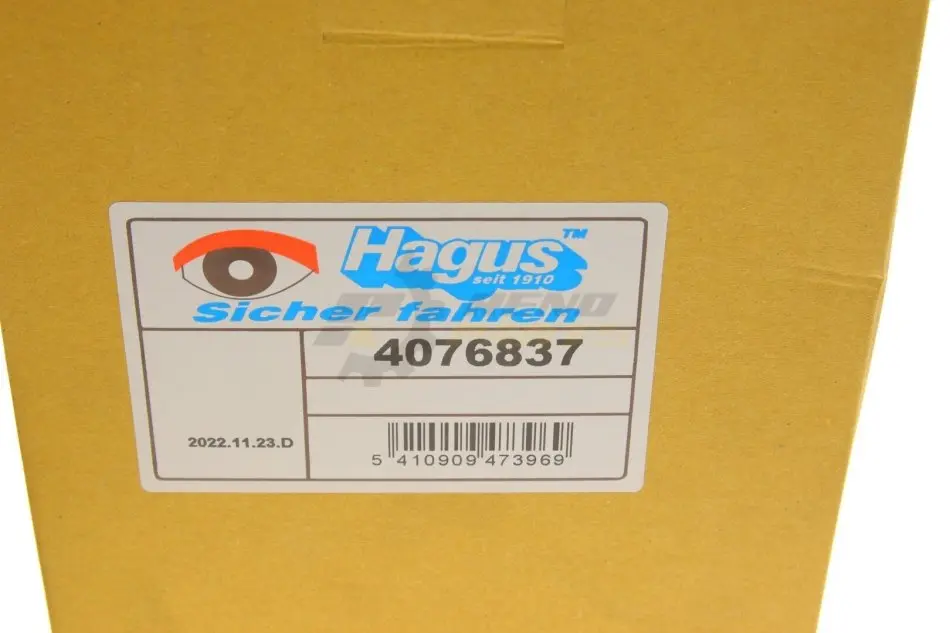 Hagus™
seit 1910
Sicher fahren
4076837
2022.11.23.D
5 410909 473969